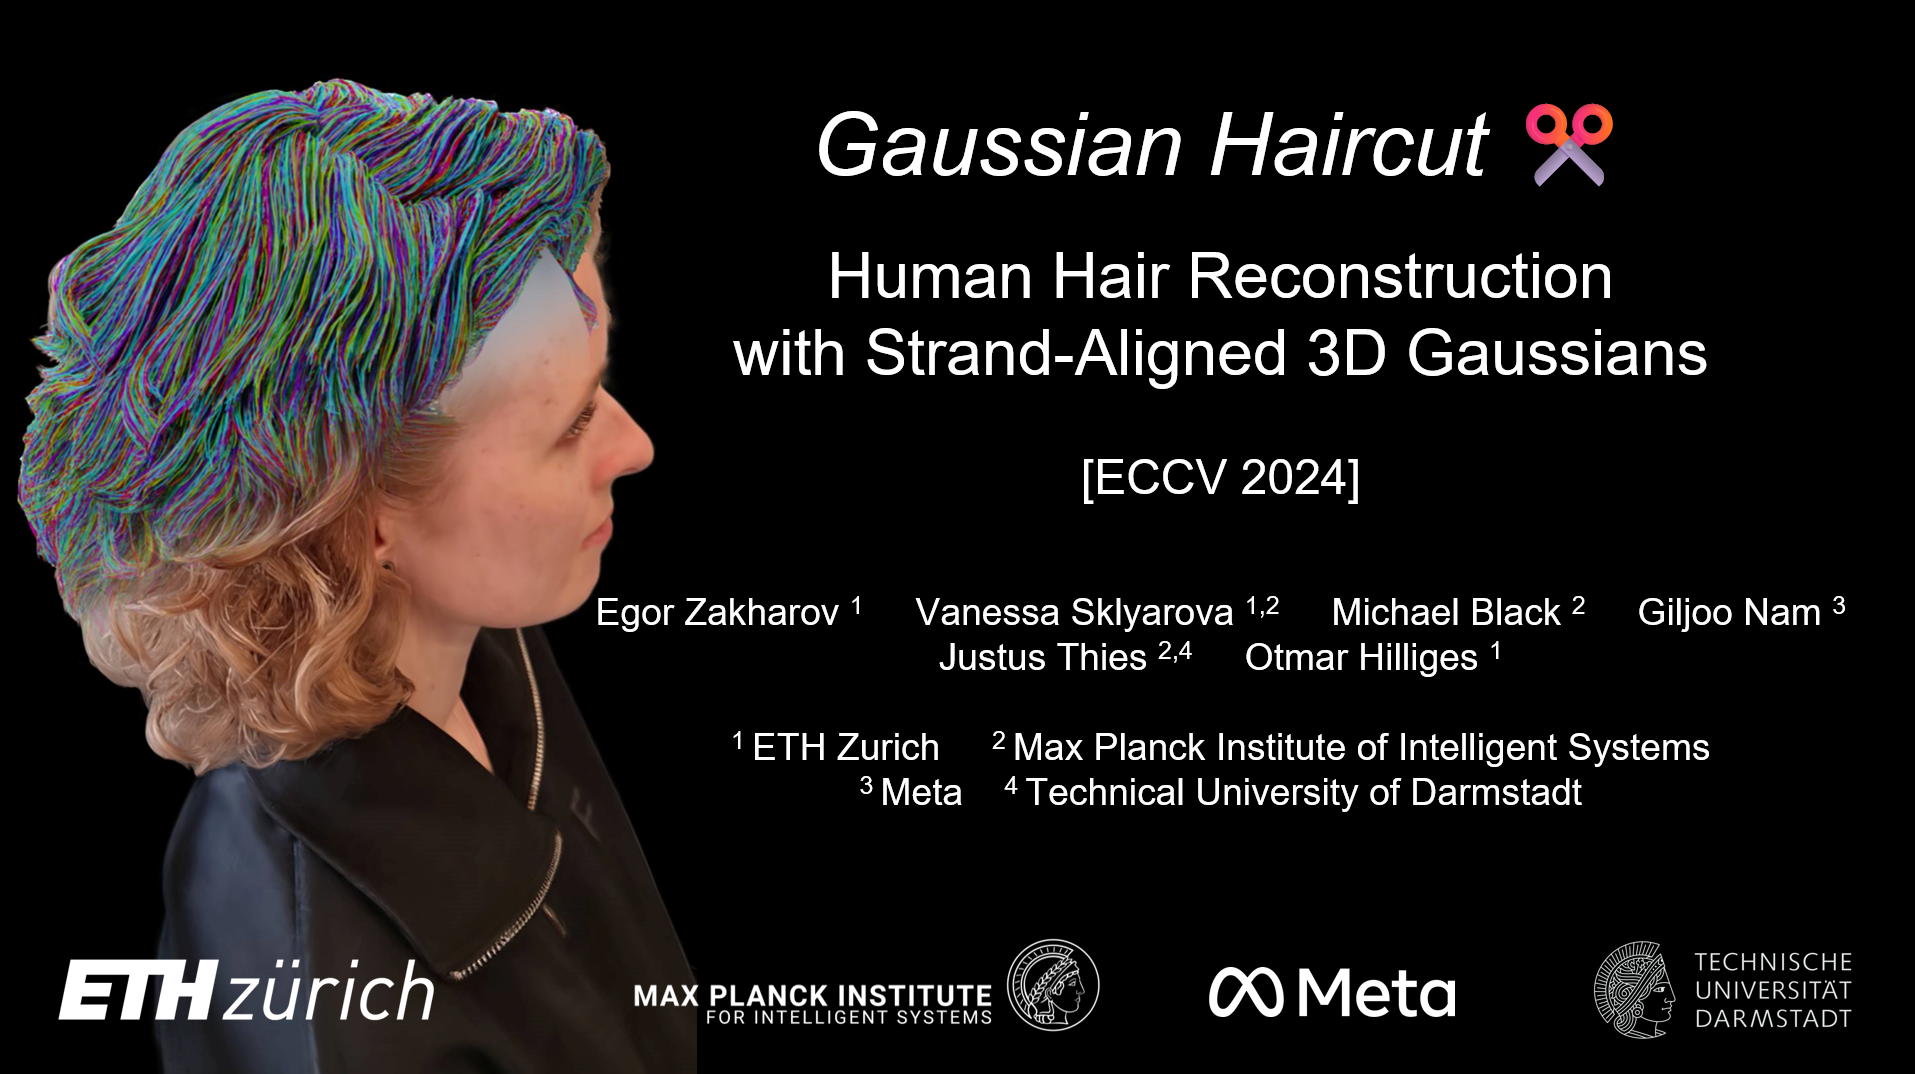 Gaussian Haircut
Human Hair Reconstruction
with Strand-Aligned 3D Gaussians
[ECCV 2024]
Egor Zakharov 1 Vanessa Sklyarova 1,2 Michael Black 2 Giljoo Nam 3
Justus Thies 2,4 Otmar Hilliges 1
1 ETH Zurich 2 Max Planck Institute of Intelligent Systems
3 Meta 4 Technical University of Darmstadt
ETH zürich
MAX PLANCK INSTITUTE
FOR INTELLIGENT SYSTEMS
Meta
TECHNISCHE
UNIVERSITÄT
DARMSTADT